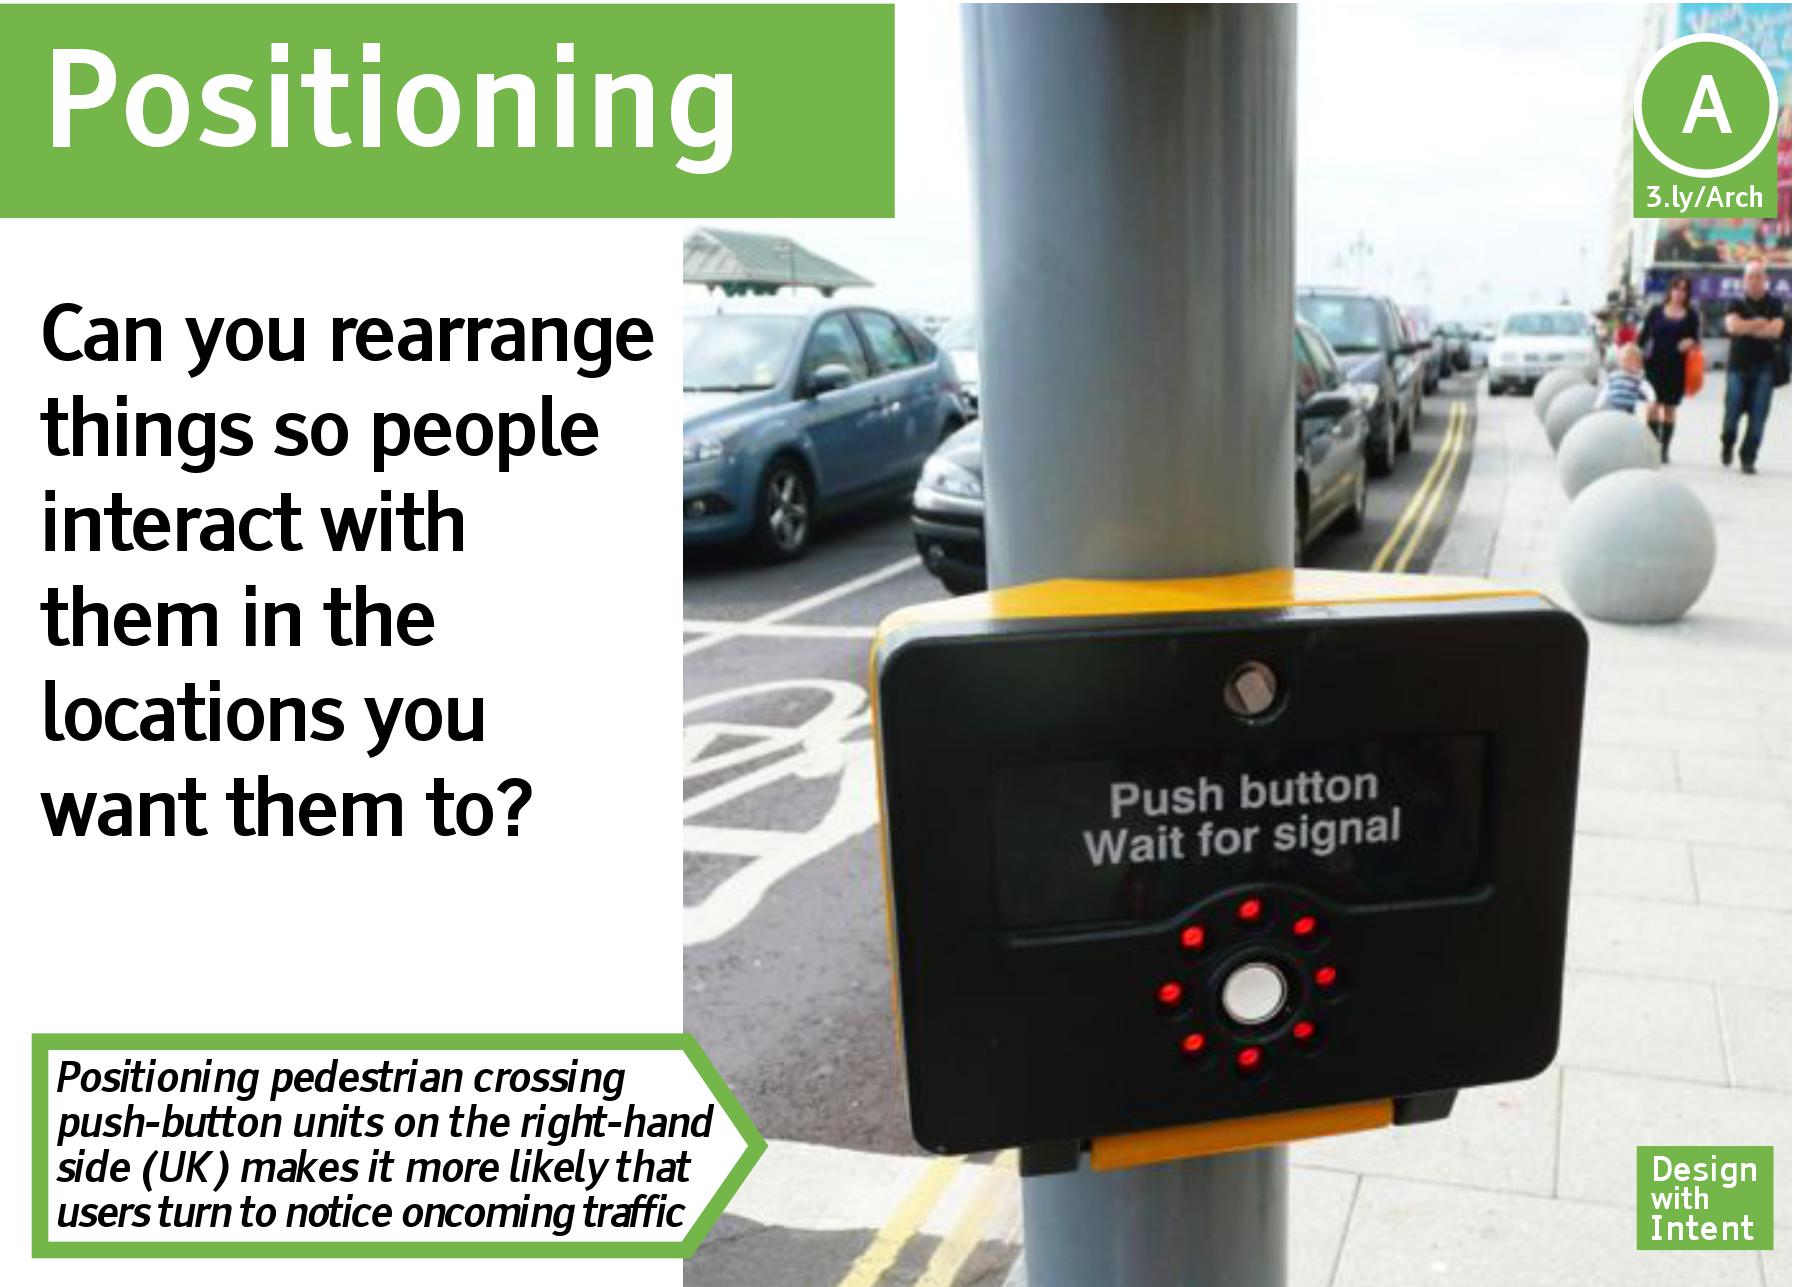 Positioning
A
3.ly/Arch
Can you rearrange
things so people
interact with
them in the
locations you
want them to?
Push button
Wait for signal
Positioning pedestrian crossing
push-button units on the right-hand
side (UK) makes it more likely that
users turn to notice oncoming traffic
Design
with
Intent